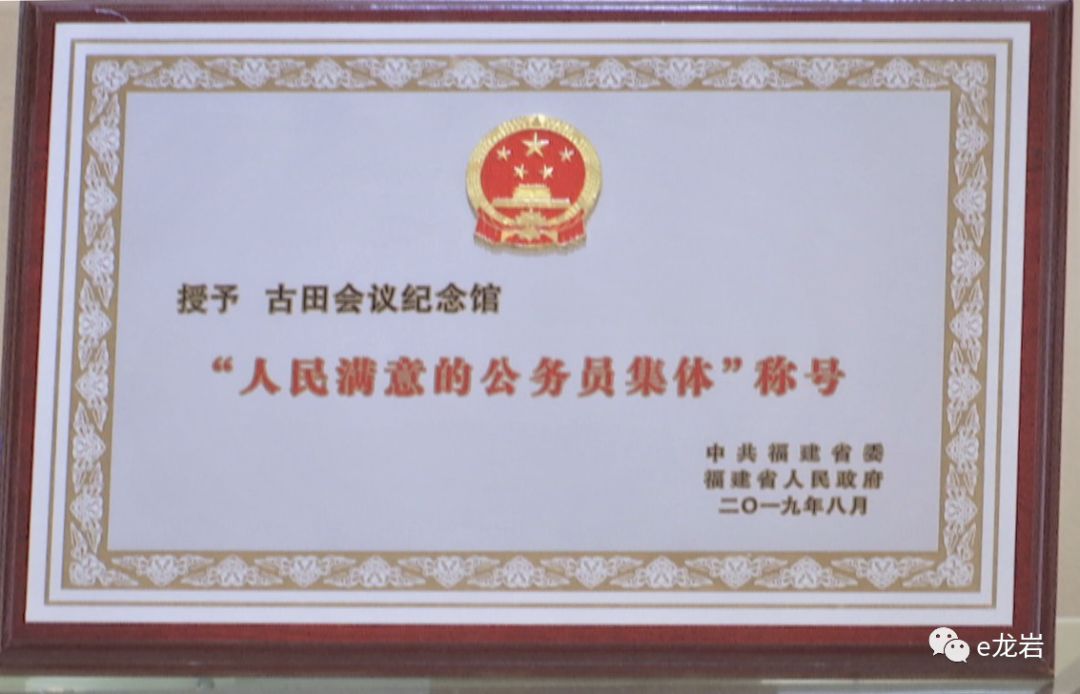 授予 古田会议纪念馆
“人民满意的公务员集体”称号
中共福建省委
福建省人民政府
二〇一九年八月
e龙岩